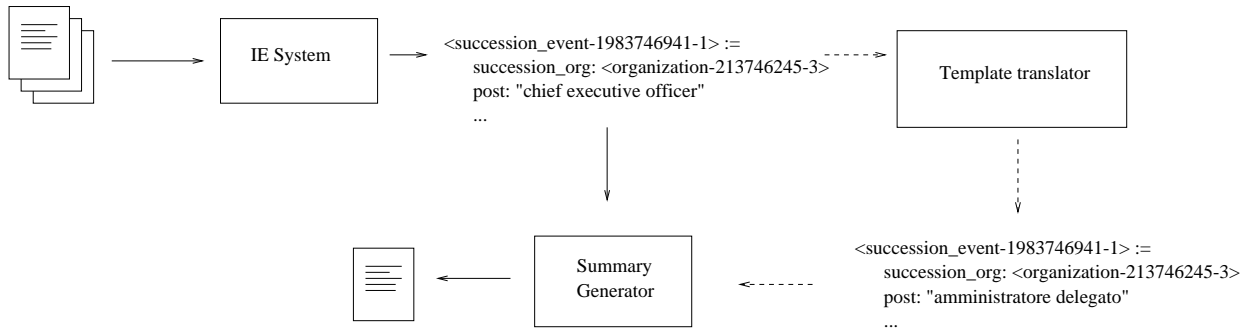 IE System
<succession_event-1983746941-1> :=
succession_org: <organization-213746245-3>
post: "chief executive officer"
...
Template translator
Summary
Generator
<succession_event-1983746941-1> :=
succession_org: <organization-213746245-3>
post: "amministratore delegato"
...